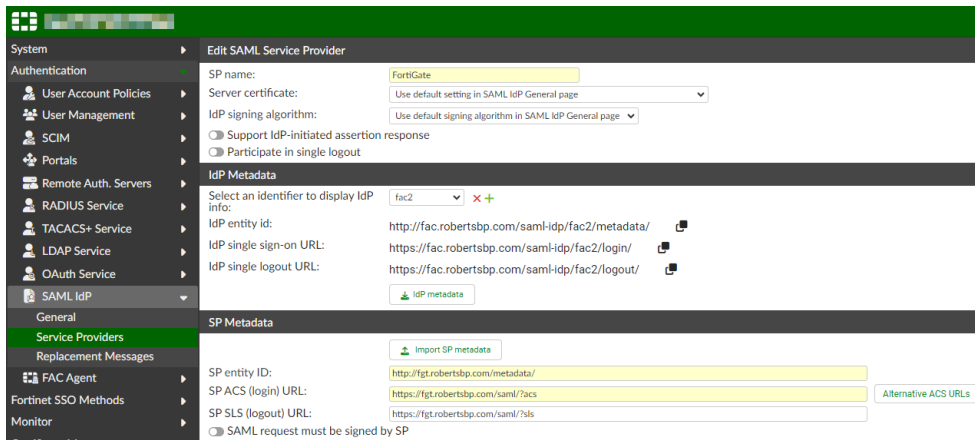 System
Authentication
User Account Policies
User Management
SCIM
Portals
Remote Auth. Servers
RADIUS Service
TACACS+ Service
LDAP Service
OAuth Service
SAML IdP
General
Service Providers
Replacement Messages
FAC Agent
Fortinet SSO Methods
Monitor
Edit SAML Service Provider
SP name: FortiGate
Server certificate: Use default setting in SAML IdP General page
IdP signing algorithm: Use default signing algorithm in SAML IdP General page
Support IdP-initiated assertion response
Participate in single logout
IdP Metadata
Select an identifier to display IdP
info: fac2
IdP entity id: http://fac.robertsbp.com/saml-idp/fac2/metadata/
IdP single sign-on URL: https://fac.robertsbp.com/saml-idp/fac2/login/
IdP single logout URL: https://fac.robertsbp.com/saml-idp/fac2/logout/
IdP metadata
SP Metadata
Import SP metadata
SP entity ID: http://fgt.robertsbp.com/metadata/
SP ACS (login) URL: https://fgt.robertsbp.com/saml/?acs Alternative ACS URLs
SP SLS (logout) URL: https://fgt.robertsbp.com/saml/?sls
SAML request must be signed by SP